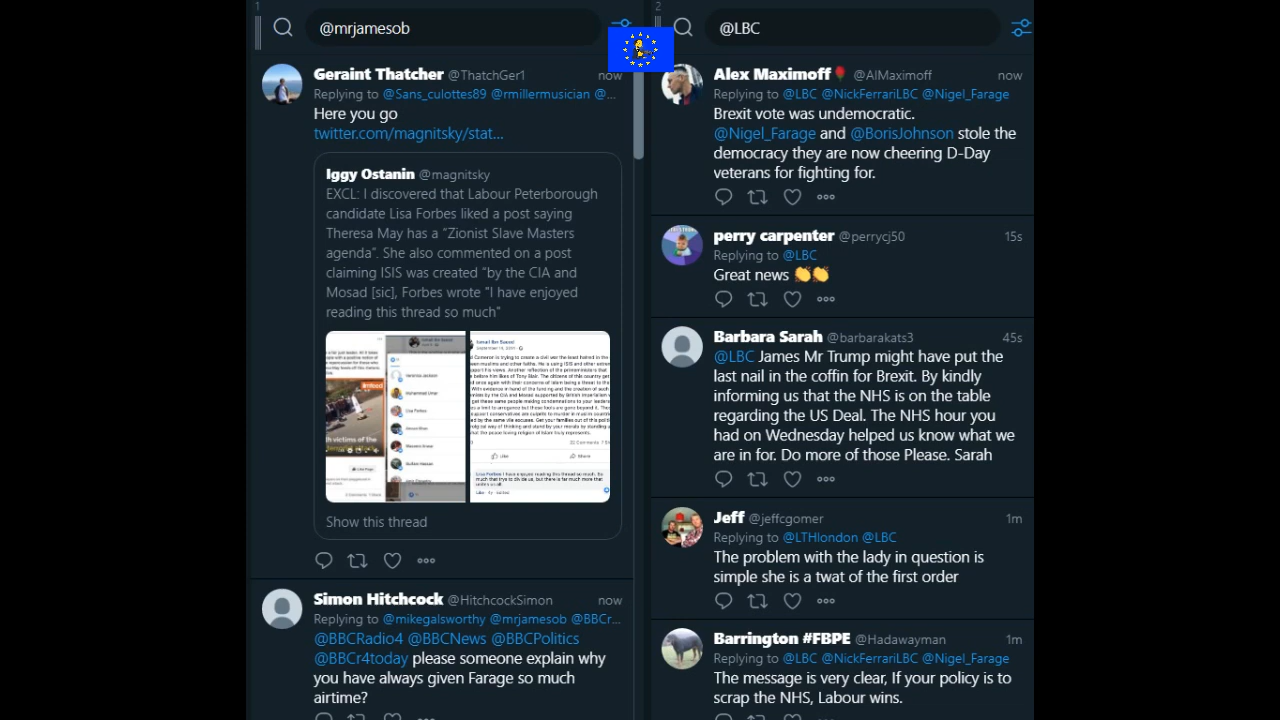 1
@mrjamesob
Geraint Thatcher @ThatchGer1 now
Replying to @Sans_culottes89 @rmillermusician @...
Here you go
twitter.com/magnitsky/stat...
Iggy Ostanin @magnitsky
EXCL: I discovered that Labour Peterborough
candidate Lisa Forbes liked a post saying
Theresa May has a “Zionist Slave Masters
agenda”. She also commented on a post
claiming ISIS was created "by the CIA and
Mosad [sic], Forbes wrote "I have enjoyed
reading this thread so much"
Show this thread
Simon Hitchcock @HitchcockSimon now
Replying to @mikegalsworthy @mrjamesob @BBCr...
@BBCRadio4 @BBCNews @BBCPolitics
@BBCr4today please someone explain why
you have always given Farage so much
airtime?
2
@LBC
Alex Maximoff🌹 @AlMaximoff now
Replying to @LBC @NickFerrariLBC @Nigel_Farage
Brexit vote was undemocratic.
@Nigel_Farage and @BorisJohnson stole the
democracy they are now cheering D-Day
veterans for fighting for.
perry carpenter @perrycj50 15s
Replying to @LBC
Great news 👏👏
Barbara Sarah @barbarakats3 45s
@LBC James Mr Trump might have put the
last nail in the coffin for Brexit. By kindly
informing us that the NHS is on the table
regarding the US Deal. The NHS hour you
had on Wednesday helped us know what we
are in for. Do more of those Please. Sarah
Jeff @jeffcgomer 1m
Replying to @LTHlondon @LBC
The problem with the lady in question is
simple she is a twat of the first order
Barrington #FBPE @Hadawayman 1m
Replying to @LBC @NickFerrariLBC @Nigel_Farage
The message is very clear, If your policy is to
scrap the NHS, Labour wins.